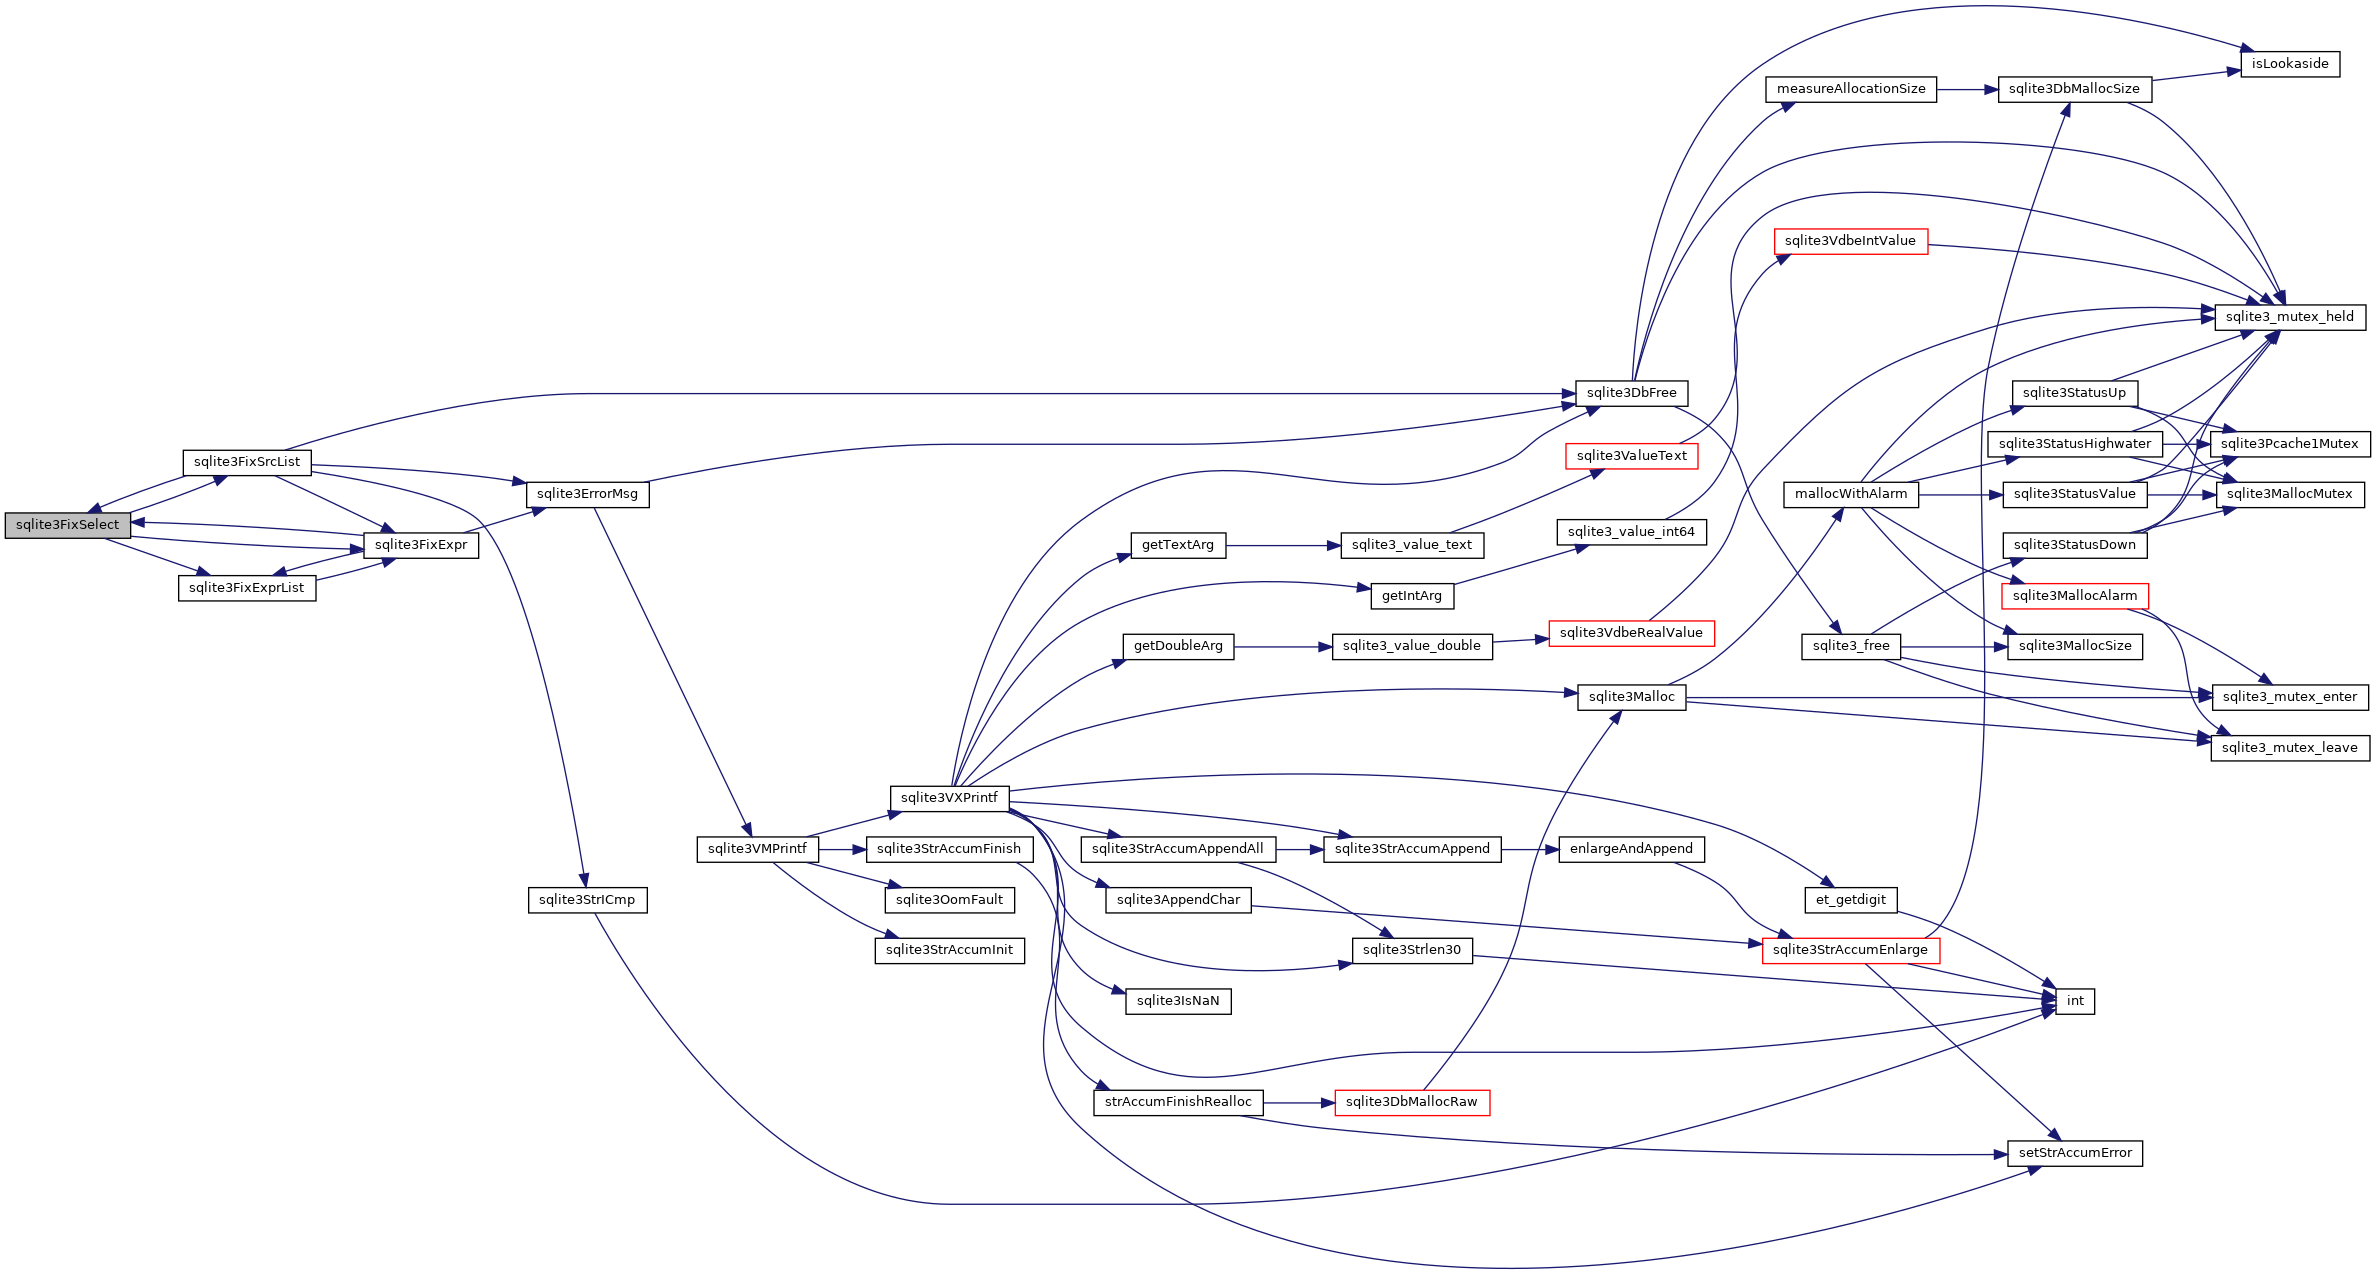 sqlite3FixSelect
sqlite3FixSrcList
sqlite3FixExprList
sqlite3FixExpr
sqlite3ErrorMsg
sqlite3StrICmp
sqlite3VMPrintf
sqlite3VXPrintf
sqlite3StrAccumFinish
sqlite3OomFault
sqlite3StrAccumInit
getTextArg
getDoubleArg
sqlite3StrAccumAppendAll
sqlite3AppendChar
sqlite3IsNaN
strAccumFinishRealloc
sqlite3_value_text
getIntArg
sqlite3_value_double
sqlite3StrAccumAppend
sqlite3Strlen30
sqlite3DbMallocRaw
sqlite3DbFree
sqlite3ValueText
sqlite3_value_int64
sqlite3VdbeRealValue
sqlite3Malloc
enlargeAndAppend
measureAllocationSize
sqlite3VdbeIntValue
mallocWithAlarm
sqlite3_free
et_getdigit
sqlite3StrAccumEnlarge
sqlite3DbMallocSize
sqlite3StatusUp
sqlite3StatusHighwater
sqlite3StatusValue
sqlite3StatusDown
sqlite3MallocAlarm
sqlite3MallocSize
int
setStrAccumError
isLookaside
sqlite3_mutex_held
sqlite3Pcache1Mutex
sqlite3MallocMutex
sqlite3_mutex_enter
sqlite3_mutex_leave